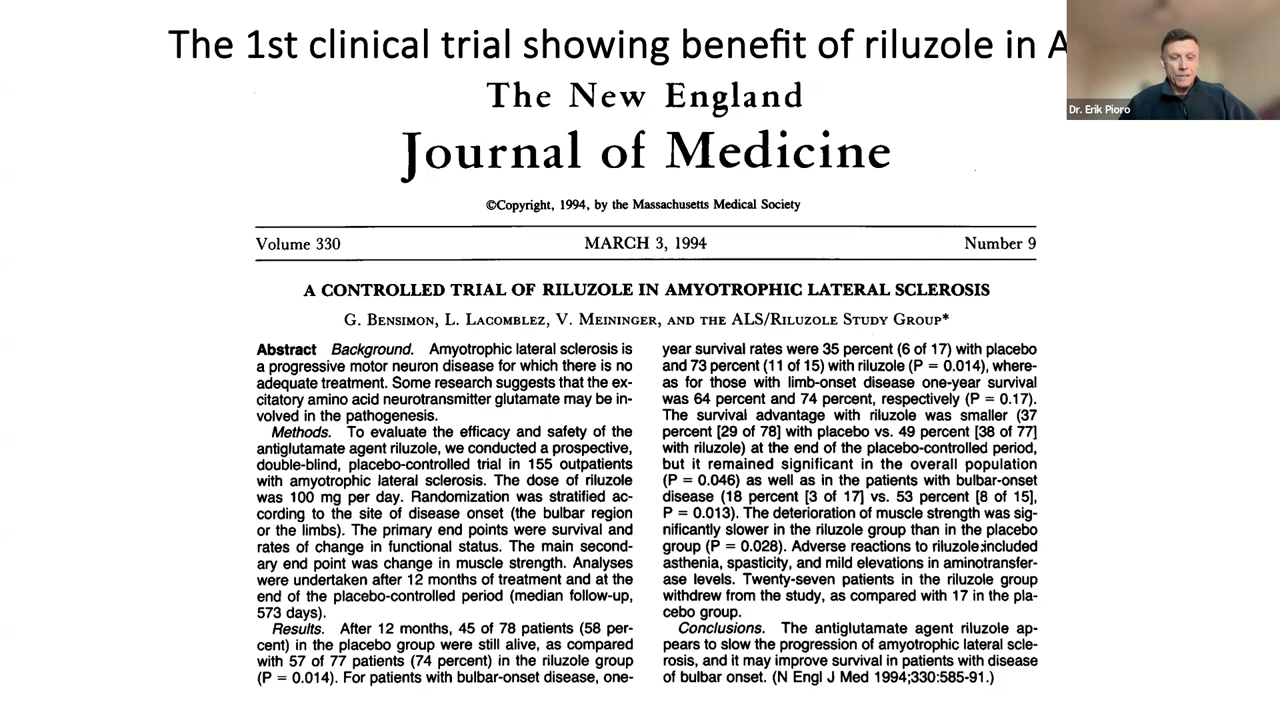 The 1st clinical trial showing benefit of riluzole in A
Dr. Erik Pioro
The New England
Journal of Medicine
©Copyright, 1994, by the Massachusetts Medical Society
Volume 330 MARCH 3, 1994 Number 9
A CONTROLLED TRIAL OF RILUZOLE IN AMYOTROPHIC LATERAL SCLEROSIS
G. BENSIMON, L. LACOMBLEZ, V. MEININGER, AND THE ALS/RILUZOLE STUDY GROUP*
Abstract Background. Amyotrophic lateral sclerosis is
a progressive motor neuron disease for which there is no
adequate treatment. Some research suggests that the ex-
citatory amino acid neurotransmitter glutamate may be in-
volved in the pathogenesis.
Methods. To evaluate the efficacy and safety of the
antiglutamate agent riluzole, we conducted a prospective,
double-blind, placebo-controlled trial in 155 outpatients
with amyotrophic lateral sclerosis. The dose of riluzole
was 100 mg per day. Randomization was stratified ac-
cording to the site of disease onset (the bulbar region
or the limbs). The primary end points were survival and
rates of change in functional status. The main second-
ary end point was change in muscle strength. Analyses
were undertaken after 12 months of treatment and at the
end of the placebo-controlled period (median follow-up,
573 days).
Results. After 12 months, 45 of 78 patients (58 per-
cent) in the placebo group were still alive, as compared
with 57 of 77 patients (74 percent) in the riluzole group
(P = 0.014). For patients with bulbar-onset disease, one-
year survival rates were 35 percent (6 of 17) with placebo
and 73 percent (11 of 15) with riluzole (P = 0.014), where-
as for those with limb-onset disease one-year survival
was 64 percent and 74 percent, respectively (P = 0.17).
The survival advantage with riluzole was smaller (37
percent [29 of 78] with placebo vs. 49 percent [38 of 77]
with riluzole) at the end of the placebo-controlled period,
but it remained significant in the overall population
(P = 0.046) as well as in the patients with bulbar-onset
disease (18 percent [3 of 17] vs. 53 percent [8 of 15],
P = 0.013). The deterioration of muscle strength was sig-
nificantly slower in the riluzole group than in the placebo
group (P = 0.028). Adverse reactions to riluzole included
asthenia, spasticity, and mild elevations in aminotransfer-
ase levels. Twenty-seven patients in the riluzole group
withdrew from the study, as compared with 17 in the pla-
cebo group.
Conclusions. The antiglutamate agent riluzole ap-
pears to slow the progression of amyotrophic lateral scle-
rosis, and it may improve survival in patients with disease
of bulbar onset. (N Engl J Med 1994;330:585-91.)